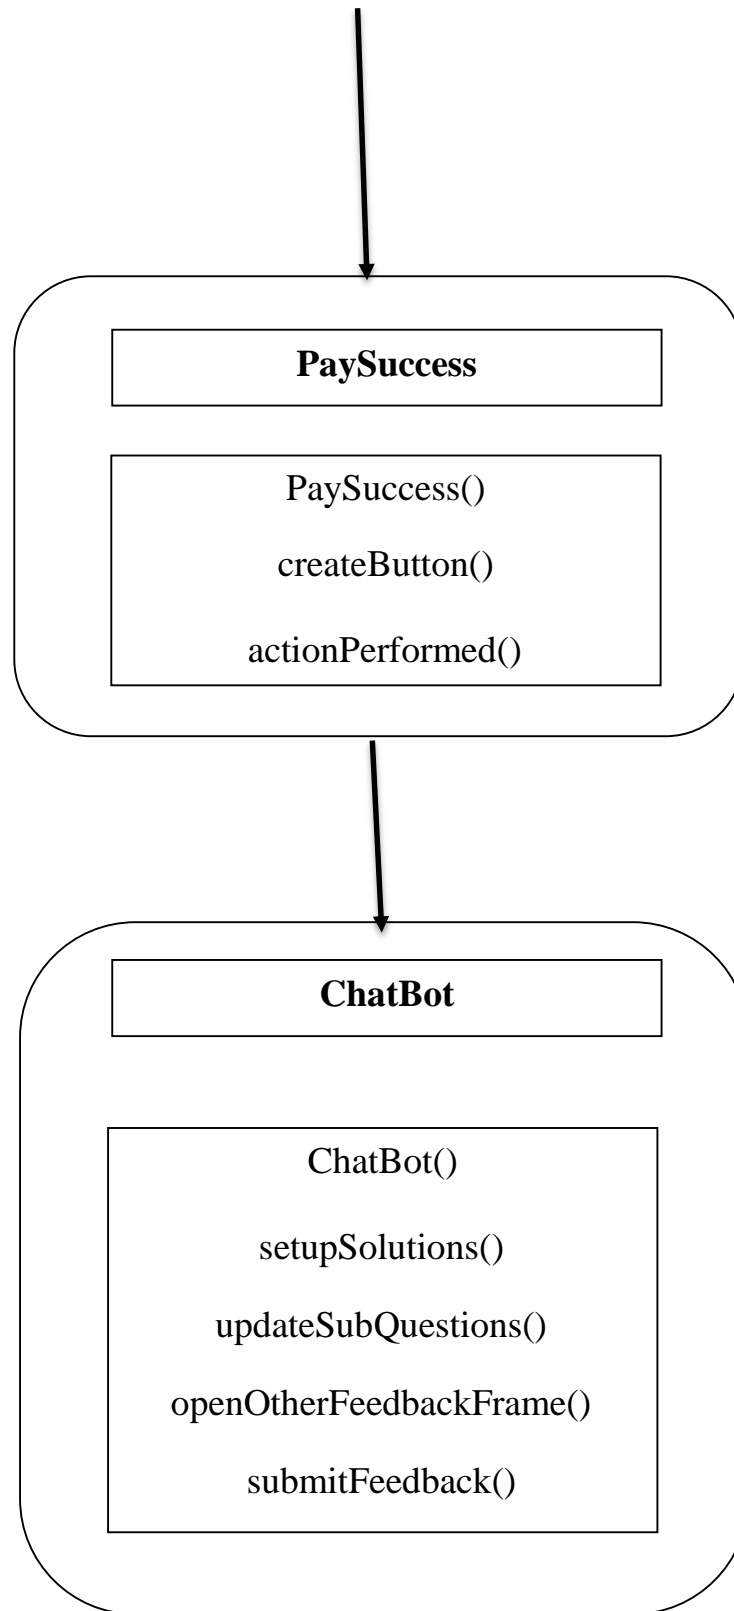 PaySuccess
PaySuccess()
createButton()
actionPerformed()
ChatBot
ChatBot()
setupSolutions()
updateSubQuestions()
openOtherFeedbackFrame()
submitFeedback()